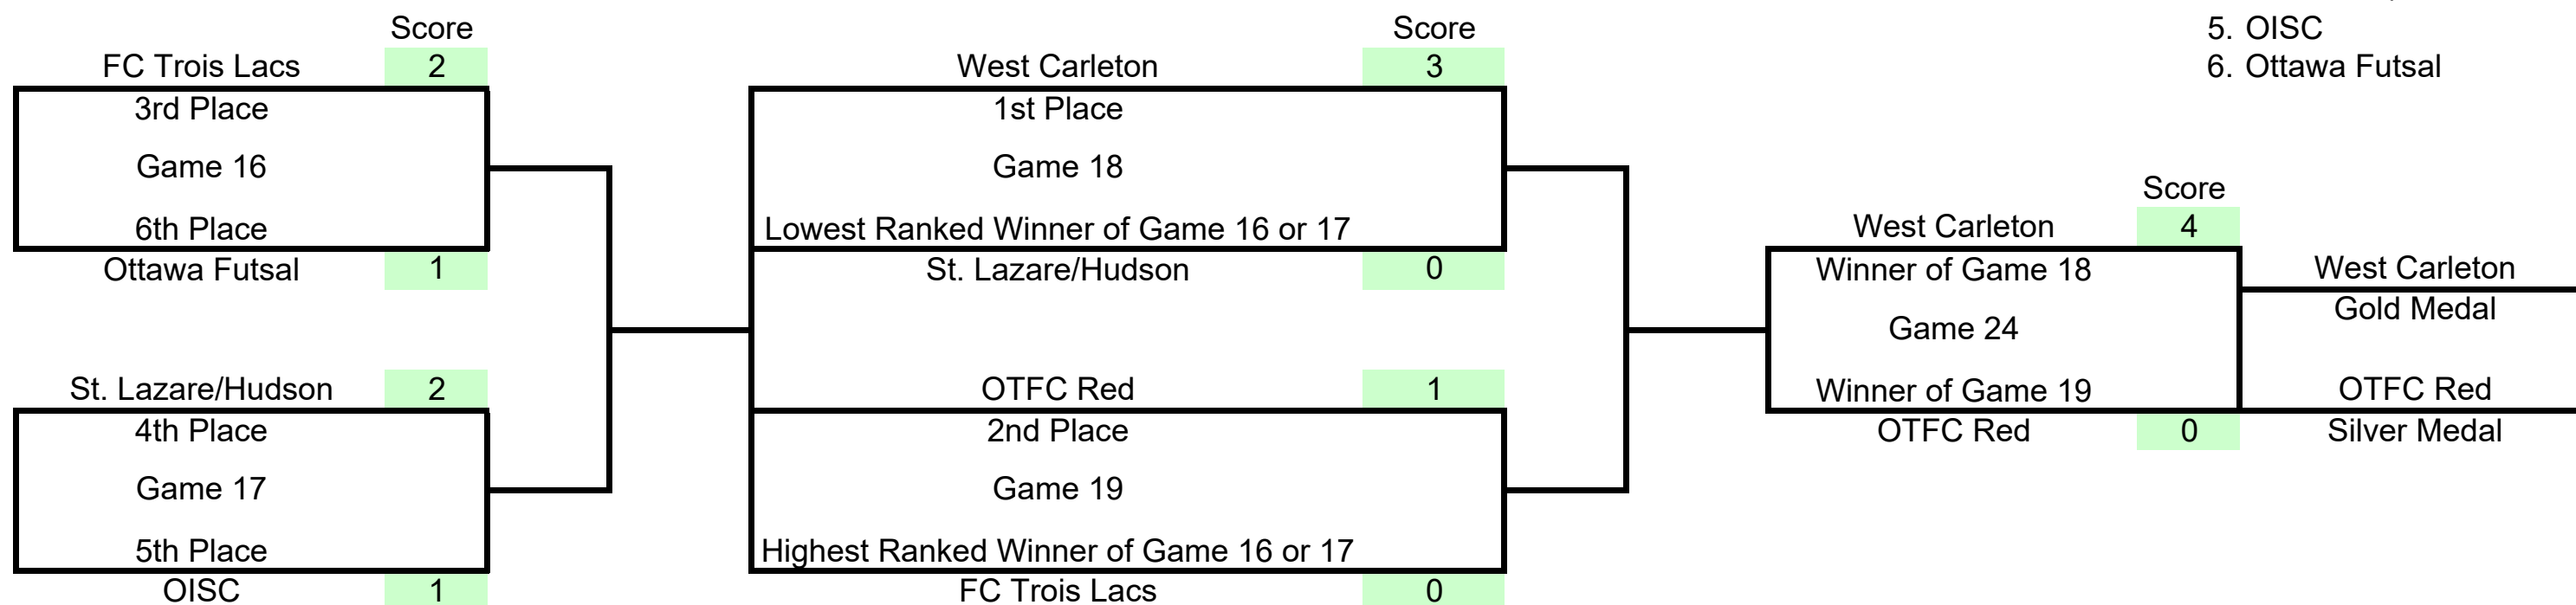 Score
FC Trois Lacs 2
3rd Place
Game 16
6th Place
Ottawa Futsal 1
St. Lazare/Hudson 2
4th Place
Game 17
5th Place
OISC 1
Score
West Carleton 3
1st Place
Game 18
Lowest Ranked Winner of Game 16 or 17
St. Lazare/Hudson 0
OTFC Red 1
2nd Place
Game 19
Highest Ranked Winner of Game 16 or 17
FC Trois Lacs 0
Score
West Carleton 4
Winner of Game 18
Game 24
Winner of Game 19
OTFC Red 0
West Carleton
Gold Medal
OTFC Red
Silver Medal
5. OISC
6. Ottawa Futsal